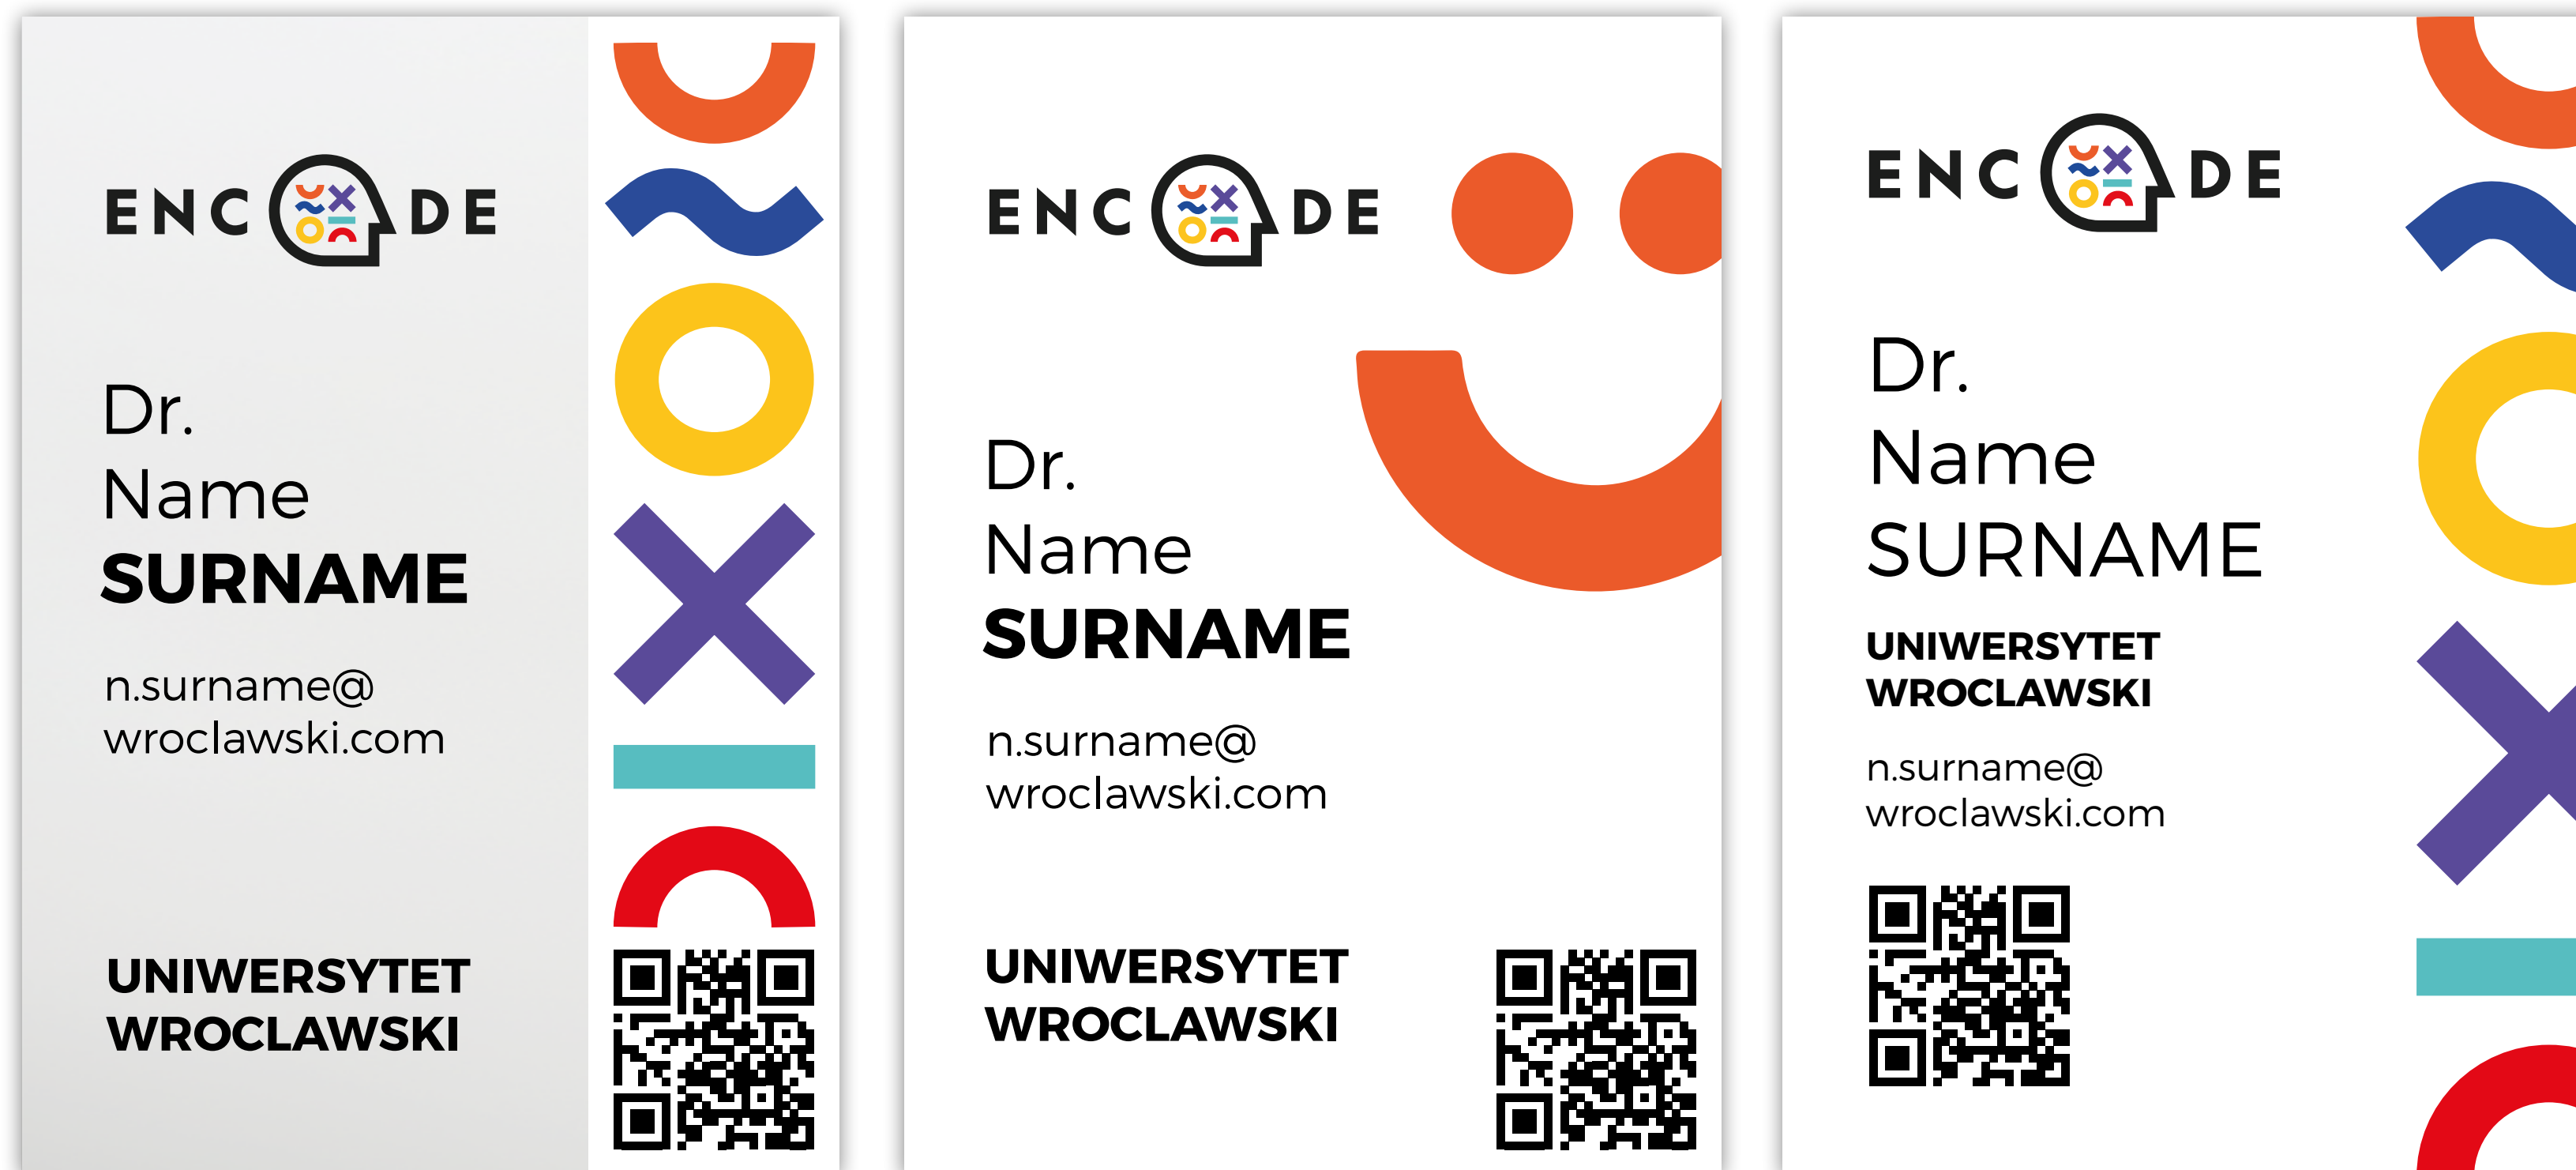 ENCODE
Dr.
Name
SURNAME
n.surname@
wroclawski.com
UNIWERSYTET
WROCLAWSKI
ENCODE
Dr.
Name
SURNAME
n.surname@
wroclawski.com
UNIWERSYTET
WROCLAWSKI
ENCODE
Dr.
Name
SURNAME
UNIWERSYTET
WROCLAWSKI
n.surname@
wroclawski.com